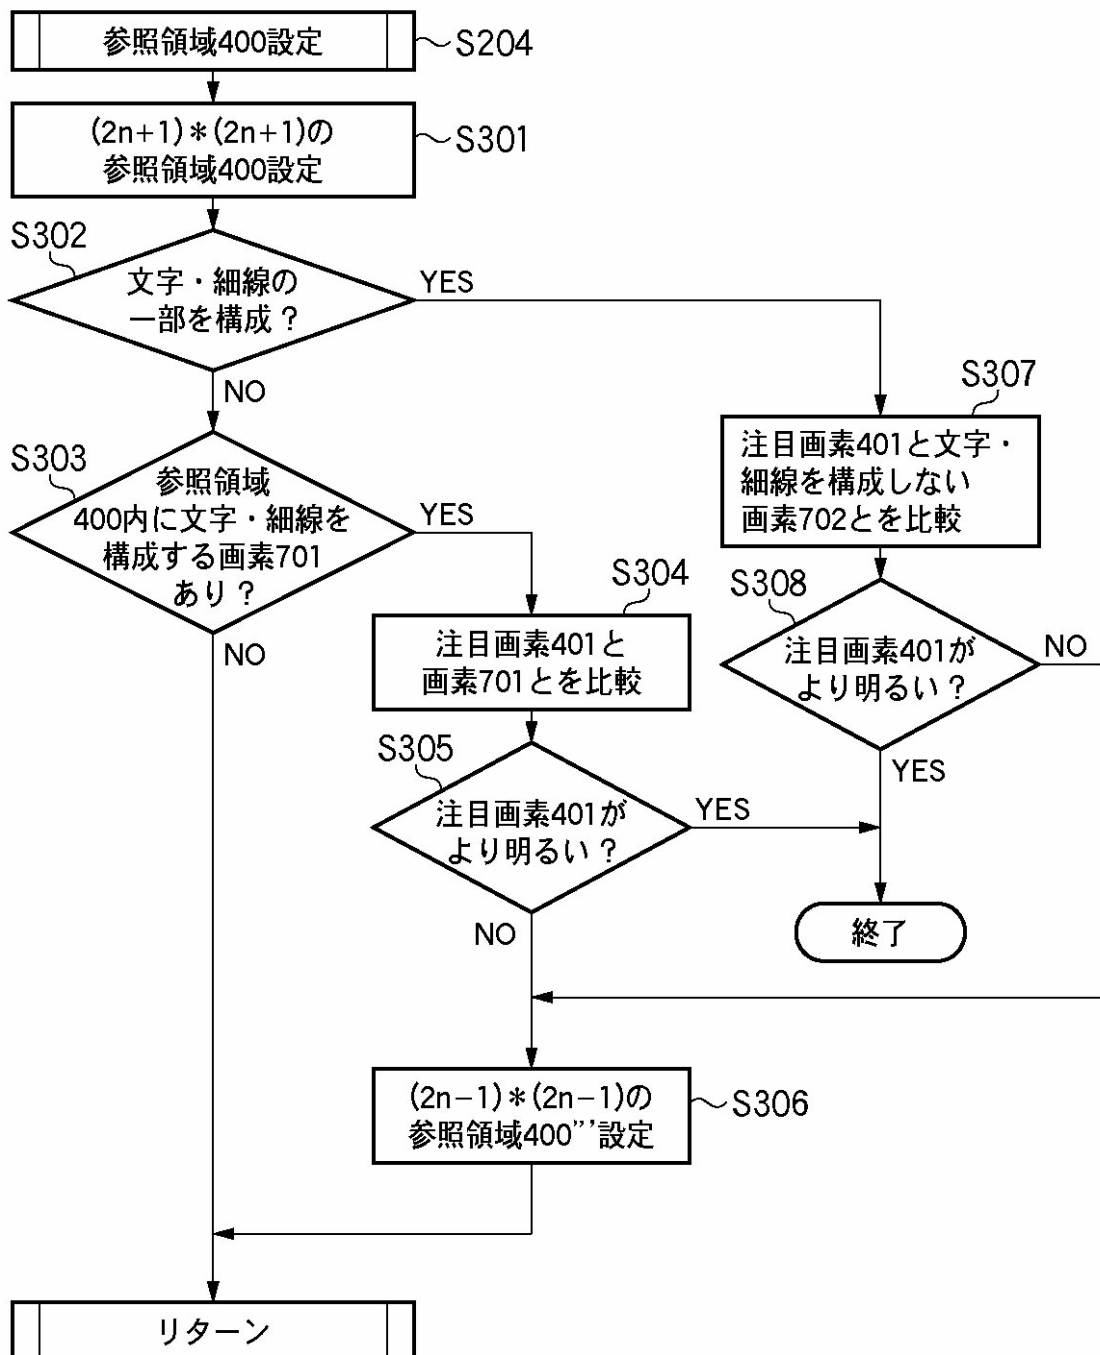 参照領域400設定
S204
(2n+1)*(2n+1)の
参照領域400設定
S301
S302
文字・細線の
一部を構成?
YES
NO
S303
参照領域
400内に文字・細線を
構成する画素701
あり?
YES
NO
S307
注目画素401と文字・
細線を構成しない
画素702とを比較
S304
注目画素401と
画素701とを比較
S308
注目画素401が
より明るい?
NO
YES
S305
注目画素401が
より明るい?
YES
NO
終了
(2n−1)*(2n−1)の
参照領域400”’設定
S306
リターン